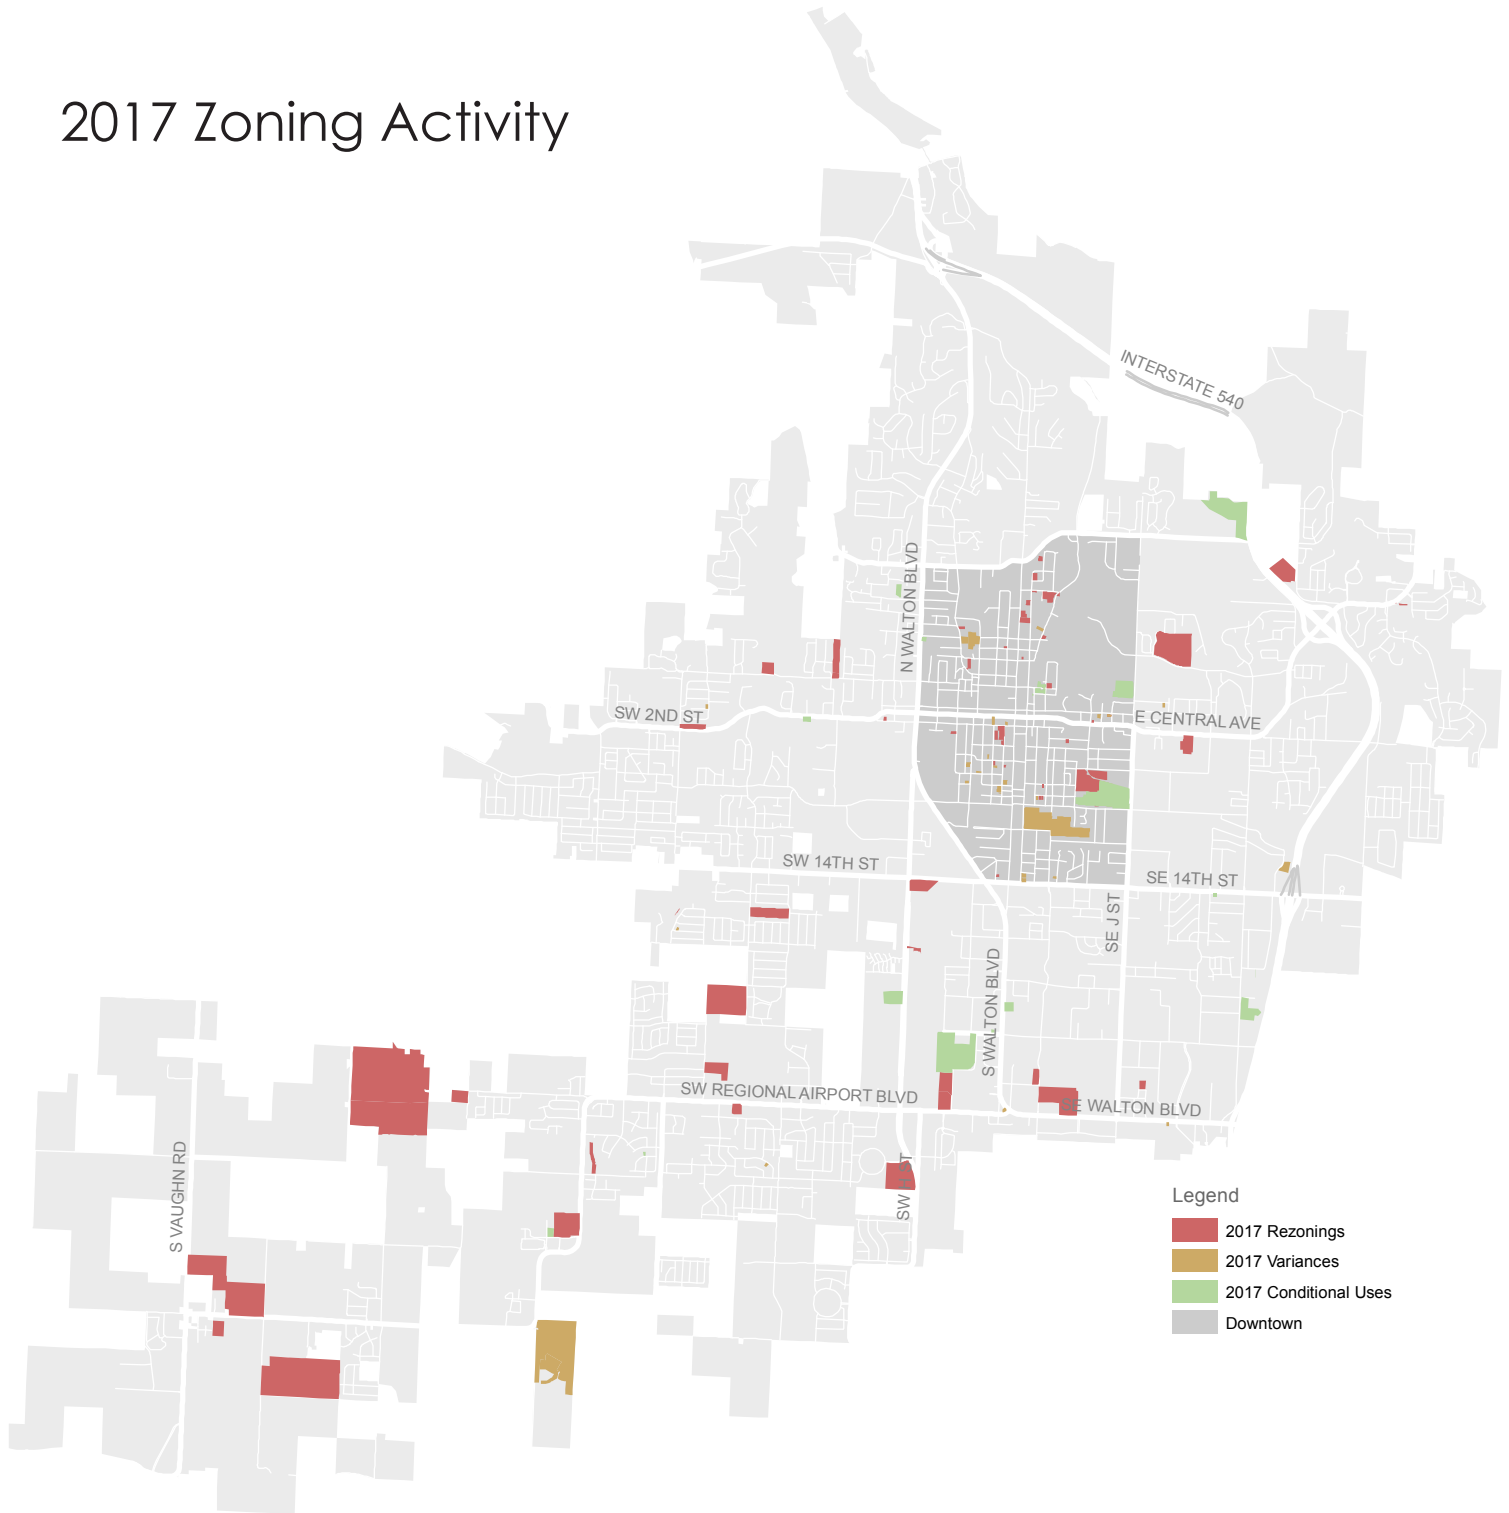 2017 Zoning Activity
INTERSTATE 540
N WALTON BLVD
SW 2ND ST
E CENTRAL AVE
SW 14TH ST
SE 14TH ST
SE J ST
S WALTON BLVD
SW REGIONAL AIRPORT BLVD
SE WALTON BLVD
S VAUGHN RD
SW H ST
Legend
2017 Rezonings
2017 Variances
2017 Conditional Uses
Downtown